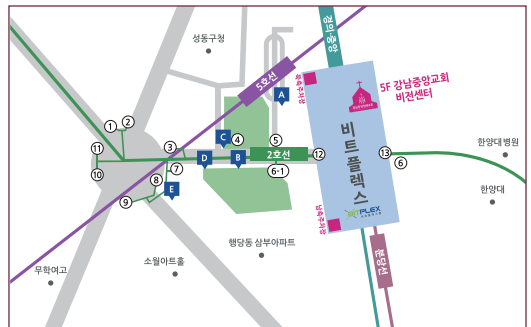 경의·중앙
성동구청
5호선
북측주차장
A
5F 강남중앙교회
비전센터
1
2
C
4
5
3
11
D
B
2호선
12
13
6
한양대병원
비트플렉스
10
7
8
E
6-1
9
한양대
남측주차장
BITPLEX
행당동 삼부아파트
분당선
무학여고
소월아트홀